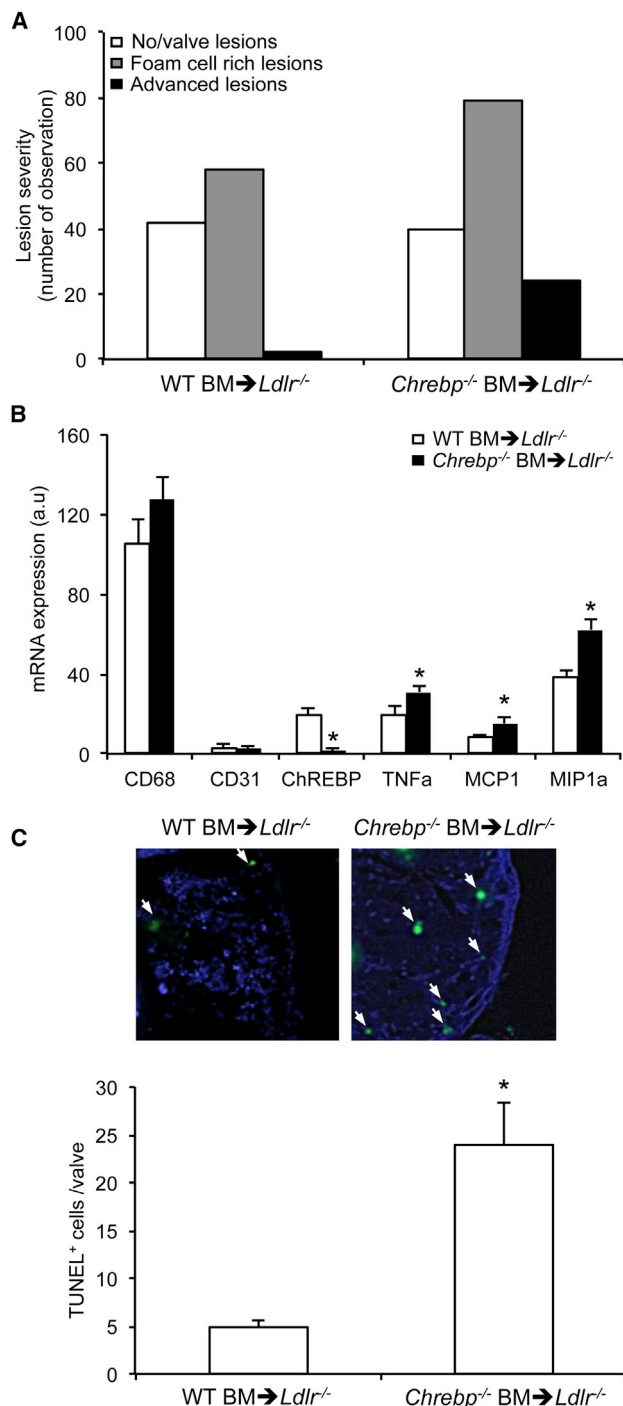 A
Lesion severity
(number of observation)
100
80
60
40
20
0
No/valve lesions
Foam cell rich lesions
Advanced lesions
WT BM➔Ldlr-/- Chrebp-/- BM➔Ldlr-/-
B
mRNA expression (a.u)
160
120
80
40
0
WT BM➔Ldlr-/-
Chrebp-/- BM➔Ldlr-/-
* * * *
CD68 CD31 ChREBP TNFa MCP1 MIP1a
C
WT BM➔Ldlr-/- Chrebp-/- BM➔Ldlr-/-
TUNEL+ cells /valve
30
25
20
15
10
5
0
*
WT BM➔Ldlr-/- Chrebp-/- BM➔Ldlr-/-